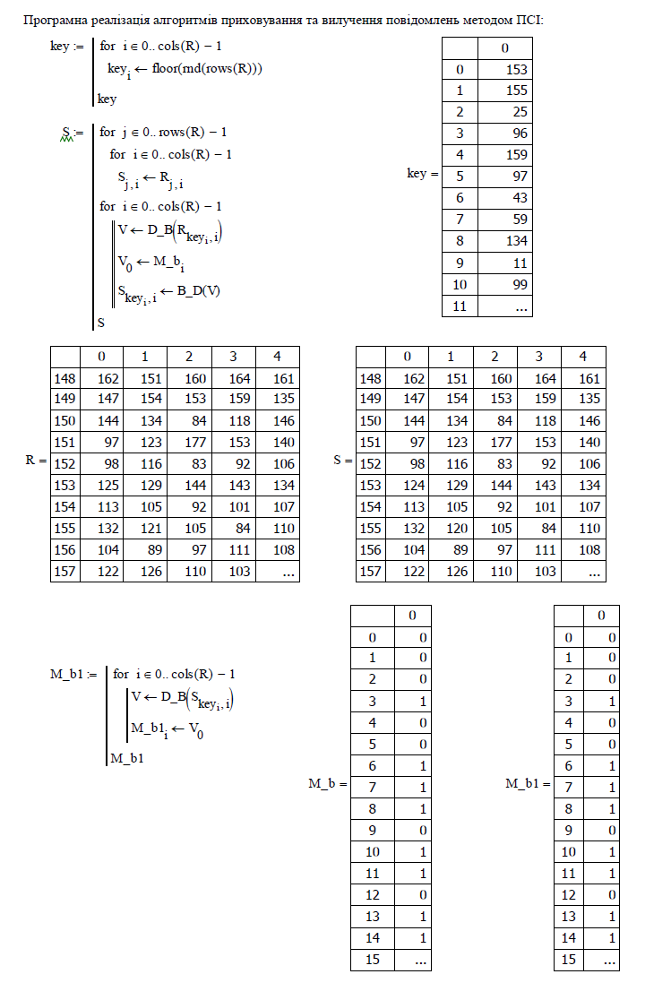 Програмна реалізація алгоритмів приховування та вилучення повідомлень методом ПСІ:
key := for i ∈ 0.. cols(R) − 1
key_i ← floor(rnd(rows(R)))
key
S := for j ∈ 0.. rows(R) − 1
for i ∈ 0.. cols(R) − 1
S_j,i ← R_j,i
for i ∈ 0.. cols(R) − 1
V ← D_B(R_key_i,i)
V_0 ← M_b_i
S_key_i,i ← B_D(V)
S
key =
0
0 153
1 155
2 25
3 96
4 159
5 97
6 43
7 59
8 134
9 11
10 99
11 ...
R =
0 1 2 3 4
148 162 151 160 164 161
149 147 154 153 159 135
150 144 134 84 118 146
151 97 123 177 153 140
152 98 116 83 92 106
153 125 129 144 143 134
154 113 105 92 101 107
155 132 121 105 84 110
156 104 89 97 111 108
157 122 126 110 103 ...
S =
0 1 2 3 4
148 162 151 160 164 161
149 147 154 153 159 135
150 144 134 84 118 146
151 97 123 177 153 140
152 98 116 83 92 106
153 124 129 144 143 134
154 113 105 92 101 107
155 132 120 105 84 110
156 104 89 97 111 108
157 122 126 110 103 ...
M_b1 := for i ∈ 0.. cols(R) − 1
V ← D_B(S_key_i,i)
M_b1_i ← V_0
M_b1
M_b =
0
0 0
1 0
2 0
3 1
4 0
5 0
6 1
7 1
8 1
9 0
10 1
11 1
12 0
13 1
14 1
15 ...
M_b1 =
0
0 0
1 0
2 0
3 1
4 0
5 0
6 1
7 1
8 1
9 0
10 1
11 1
12 0
13 1
14 1
15 ...